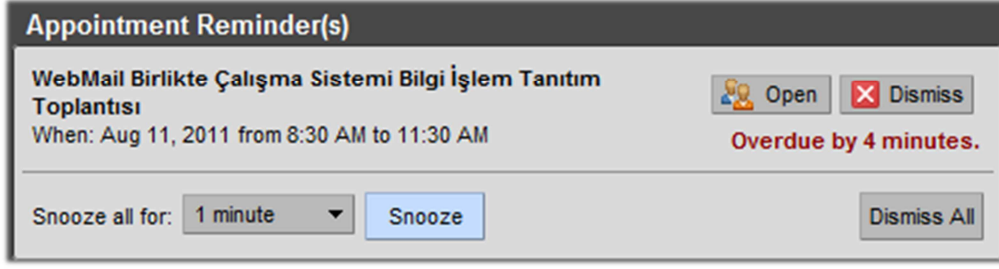 Appointment Reminder(s)
WebMail Birlikte Çalışma Sistemi Bilgi İşlem Tanıtım
Toplantısı
When: Aug 11, 2011 from 8:30 AM to 11:30 AM
Open
Dismiss
Overdue by 4 minutes.
Snooze all for:
1 minute
Snooze
Dismiss All